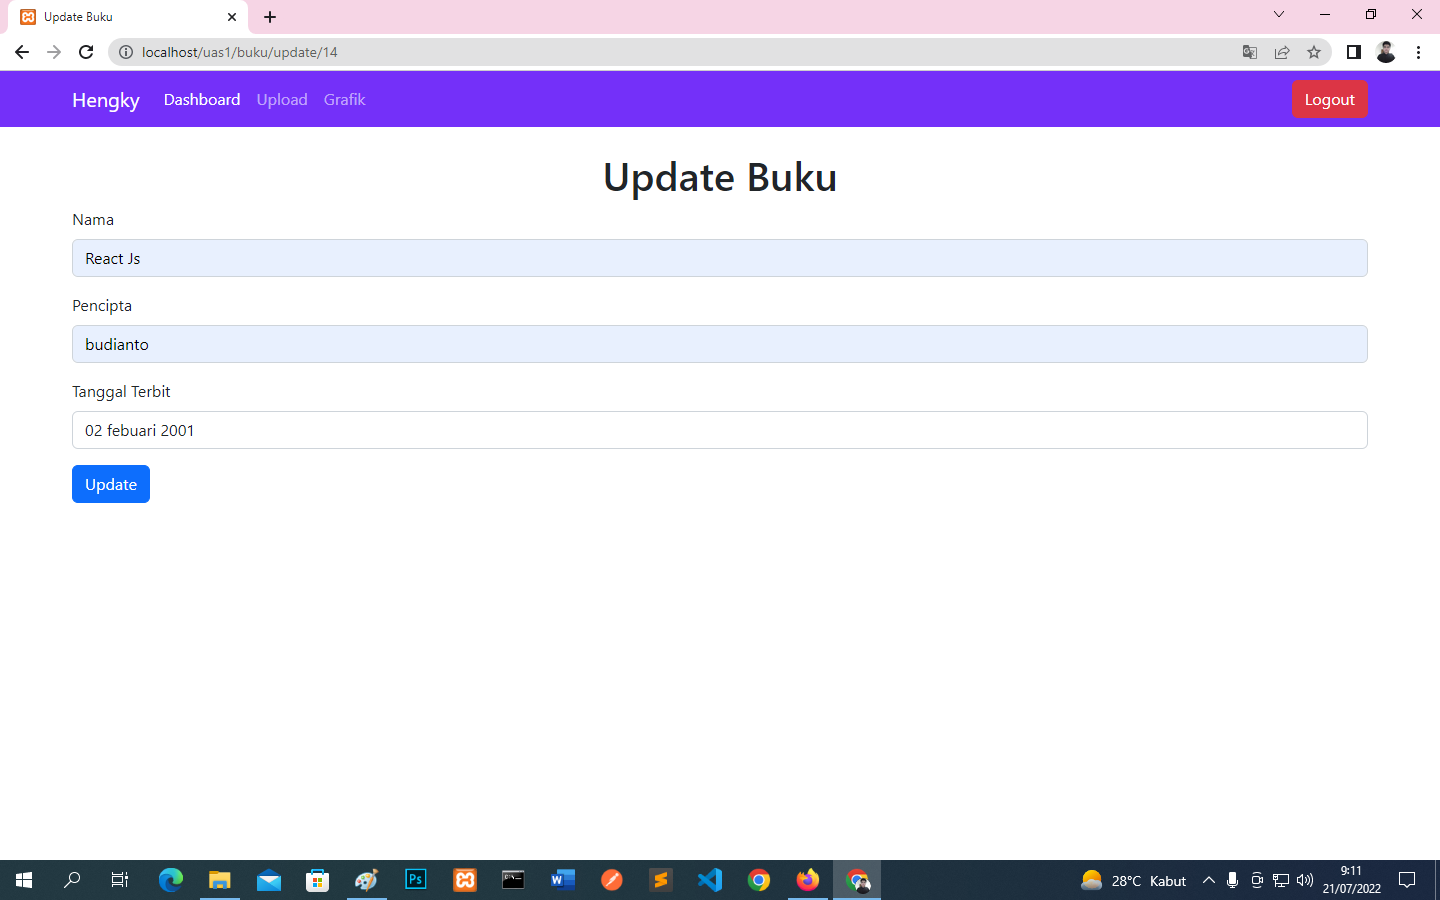 Update Buku
localhost/uas1/buku/update/14
Hengky Dashboard Upload Grafik Logout
Update Buku
Nama
React Js
Pencipta
budianto
Tanggal Terbit
02 febuari 2001
Update
Ps
28°C Kabut
9:11
21/07/2022